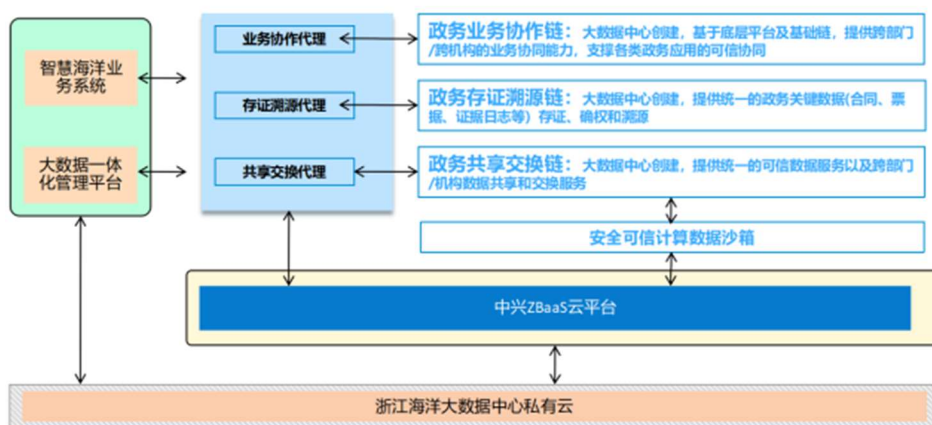 智慧海洋业
务系统
大数据一体
化管理平台
业务协作代理
存证溯源代理
共享交换代理
政务业务协作链：大数据中心创建，基于底层平台及基础链，提供跨部门
/跨机构的业务协同能力，支撑各类政务应用的可信协同
政务存证溯源链：大数据中心创建，提供统一的政务关键数据(合同、票
据、证据日志等）存证、确权和溯源
政务共享交换链：大数据中心创建，提供统一的可信数据服务以及跨部门
/机构数据共享和交换服务
安全可信计算数据沙箱
中兴ZBaaS云平台
浙江海洋大数据中心私有云